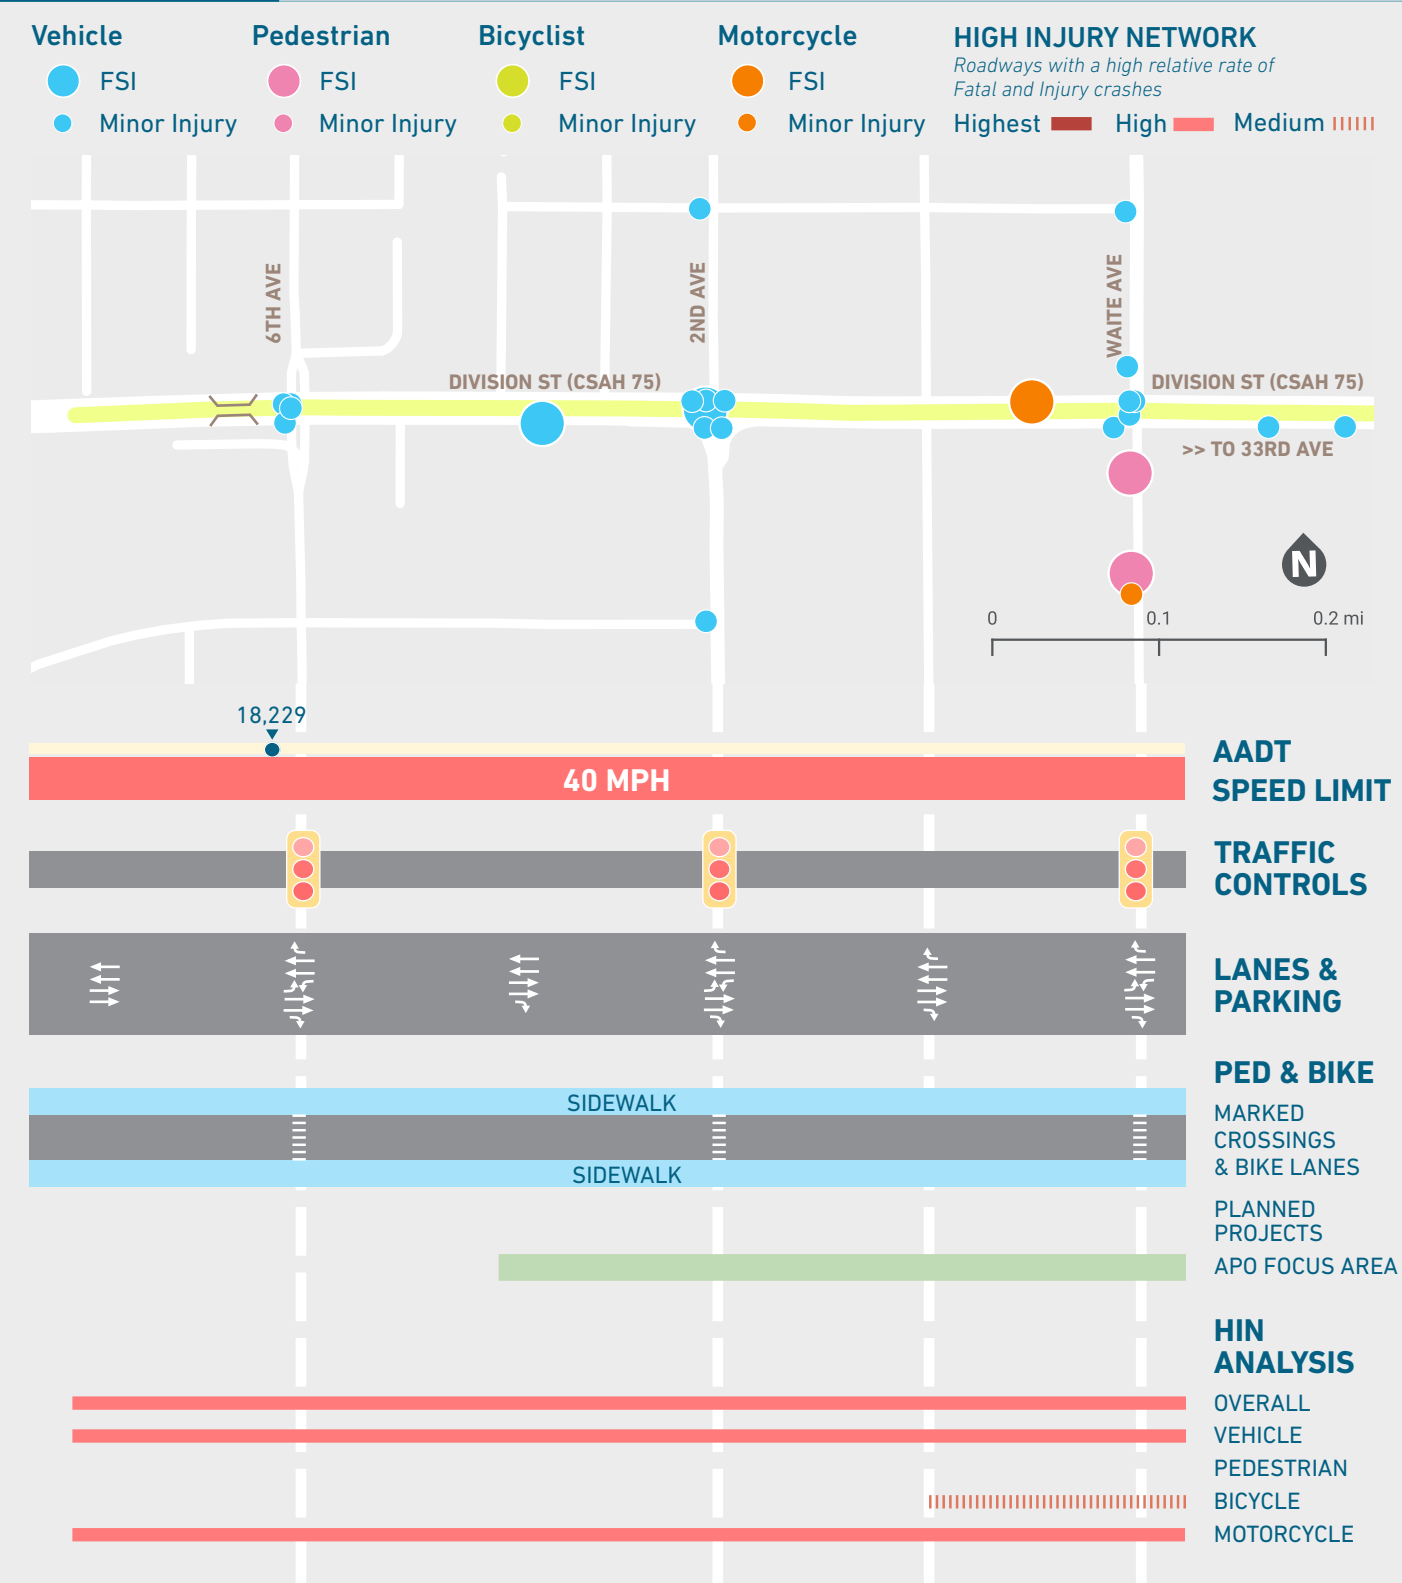 Vehicle
FSI
Minor Injury
Pedestrian
FSI
Minor Injury
Bicyclist
FSI
Minor Injury
Motorcycle
FSI
Minor Injury
HIGH INJURY NETWORK
Roadways with a high relative rate of
Fatal and Injury crashes
Highest
High
Medium
6TH AVE
2ND AVE
WAITE AVE
DIVISION ST (CSAH 75)
DIVISION ST (CSAH 75)
>> TO 33RD AVE
N
0
0.1
0.2 mi
18,229
AADT
40 MPH
SPEED LIMIT
TRAFFIC
CONTROLS
LANES &
PARKING
PED & BIKE
SIDEWALK
MARKED
CROSSINGS
& BIKE LANES
SIDEWALK
PLANNED
PROJECTS
APO FOCUS AREA
HIN
ANALYSIS
OVERALL
VEHICLE
PEDESTRIAN
BICYCLE
MOTORCYCLE